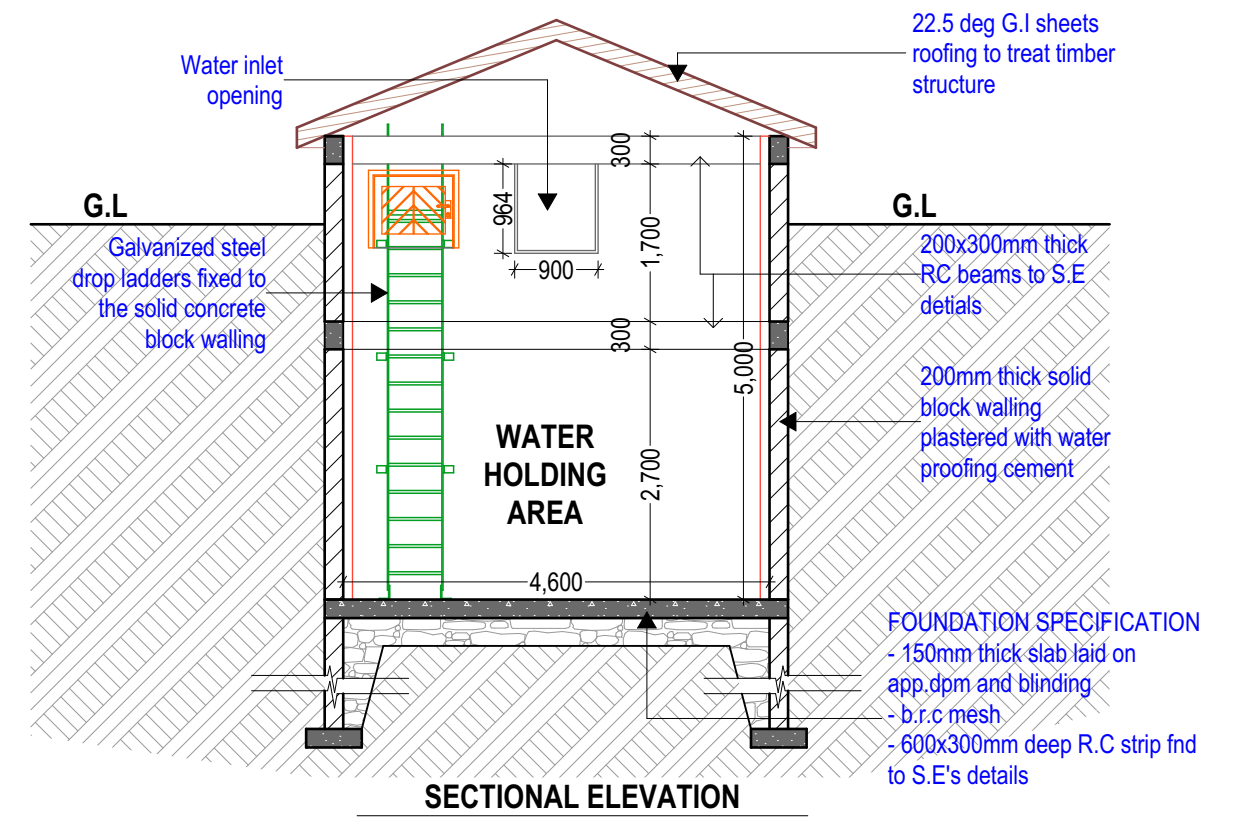 22.5 deg G.I sheets
roofing to treat timber
structure
Water inlet
opening
300
964
900
1,700
G.L
G.L
Galvanized steel
drop ladders fixed to
the solid concrete
block walling
200x300mm thick
RC beams to S.E
detials
300
5,000
200mm thick solid
block walling
plastered with water
proofing cement
WATER
HOLDING
AREA
2,700
4,600
FOUNDATION SPECIFICATION
- 150mm thick slab laid on
app.dpm and blinding
- b.r.c mesh
- 600x300mm deep R.C strip fnd
to S.E's details
SECTIONAL ELEVATION